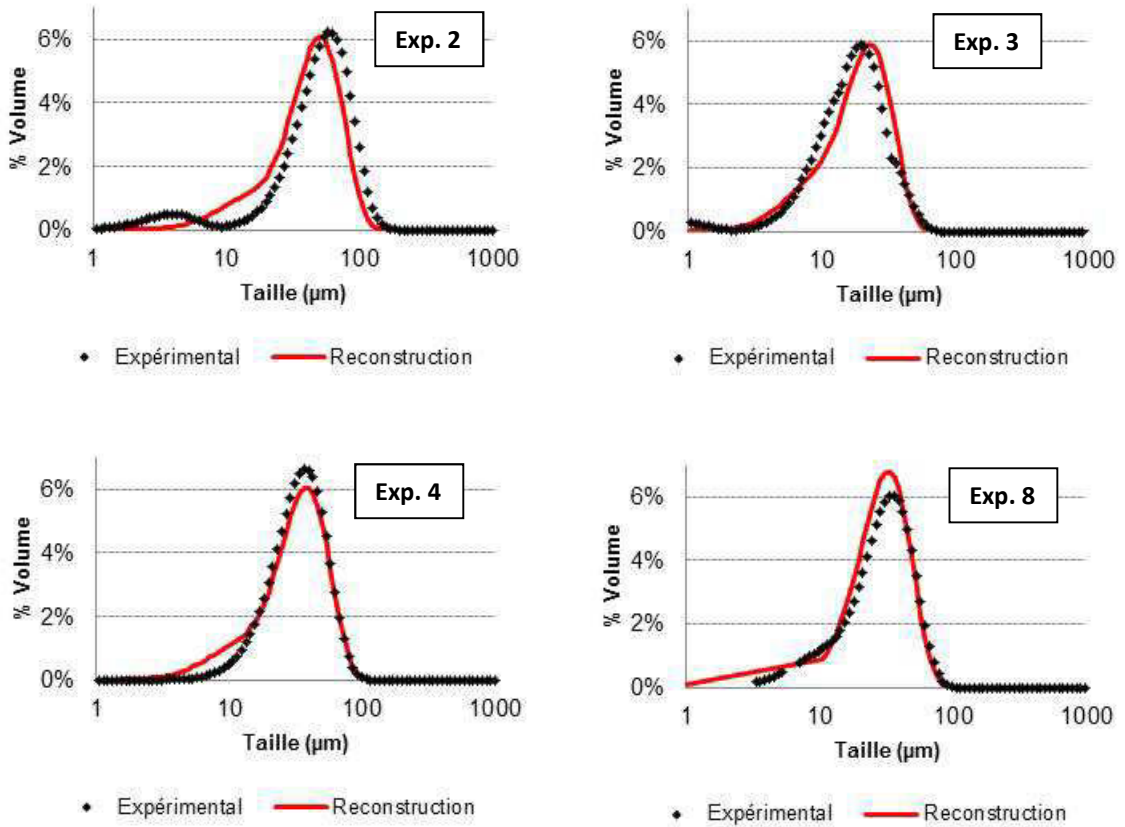 Exp. 2
% Volume
6%
4%
2%
0%
1 10 100 1000
Taille (µm)
Expérimental Reconstruction
Exp. 3
% Volume
6%
4%
2%
0%
1 10 100 1000
Taille (µm)
Expérimental Reconstruction
Exp. 4
% Volume
6%
4%
2%
0%
1 10 100 1000
Taille (µm)
Expérimental Reconstruction
Exp. 8
% Volume
6%
4%
2%
0%
1 10 100 1000
Taille (µm)
Expérimental Reconstruction